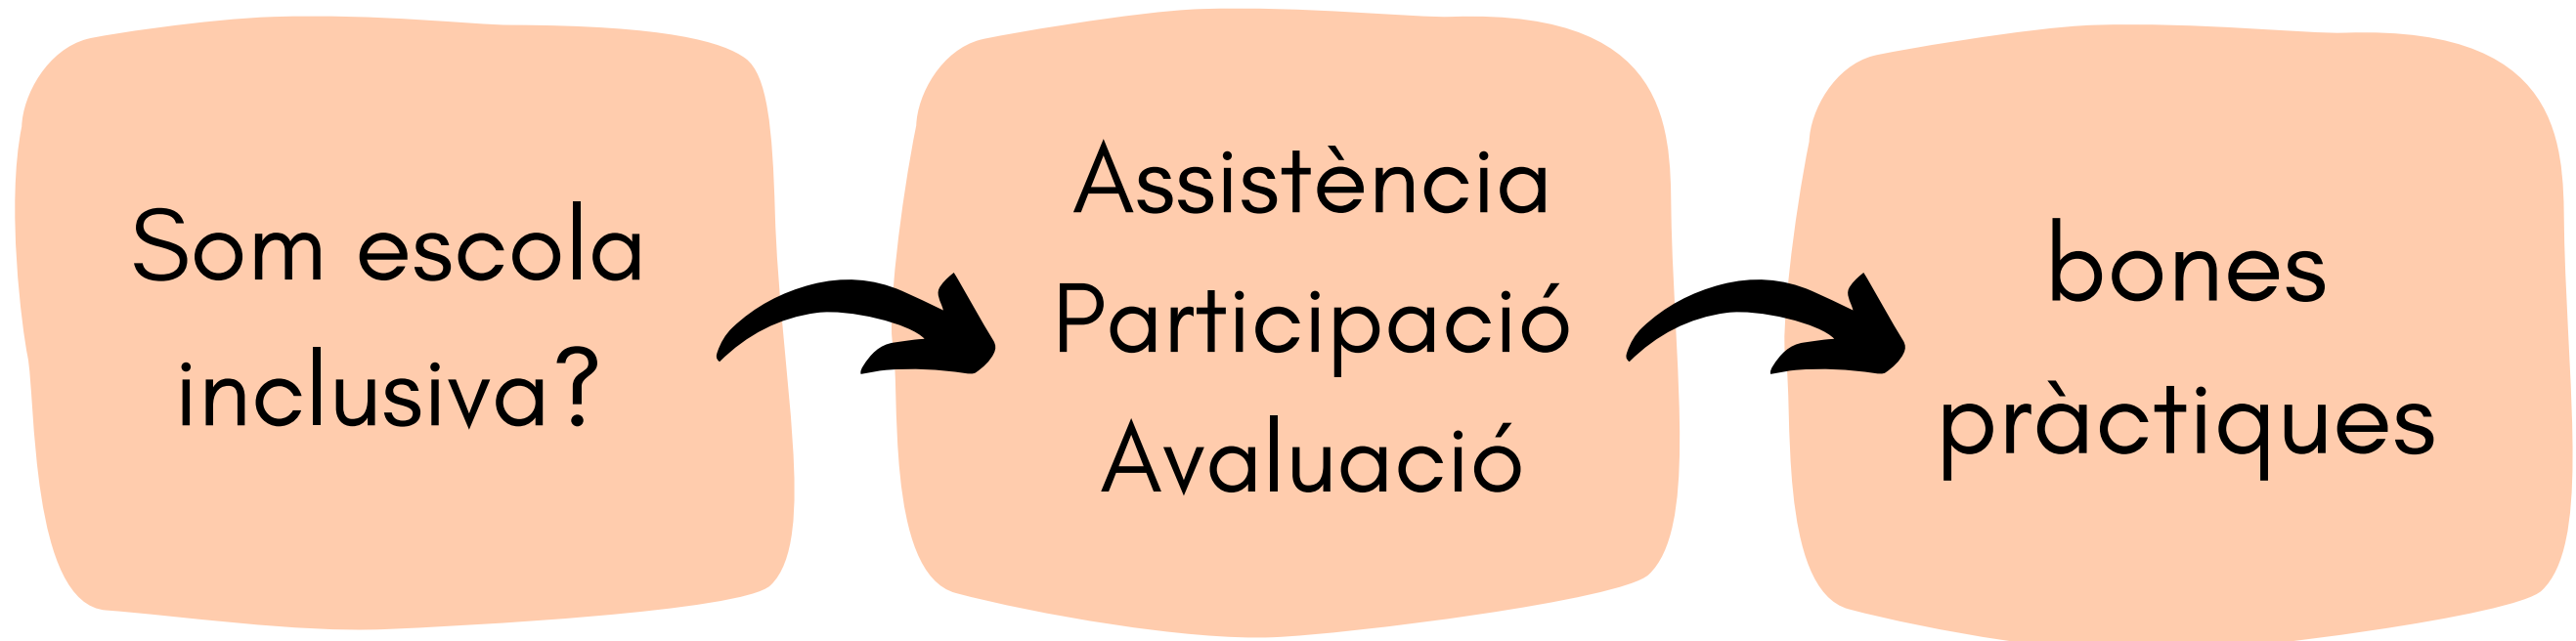 Som escola
inclusiva?
Assistència
Participació
Avaluació
bones
pràctiques